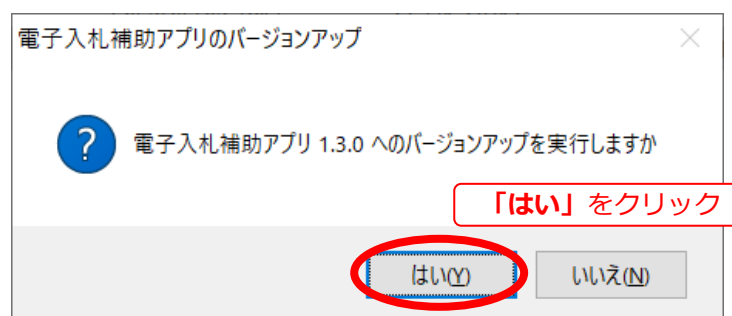 電子入札補助アプリのバージョンアップ
電子入札補助アプリ 1.3.0 へのバージョンアップを実行しますか
「はい」をクリック
はい(Y)
いいえ(N)